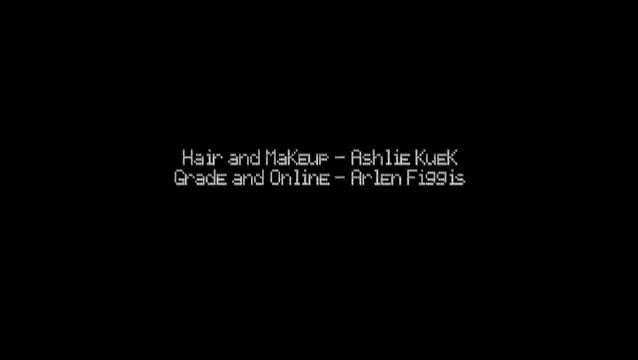 Hair and Makeup - Ashlie Kuek
Grade and Online - Arlen Figgis